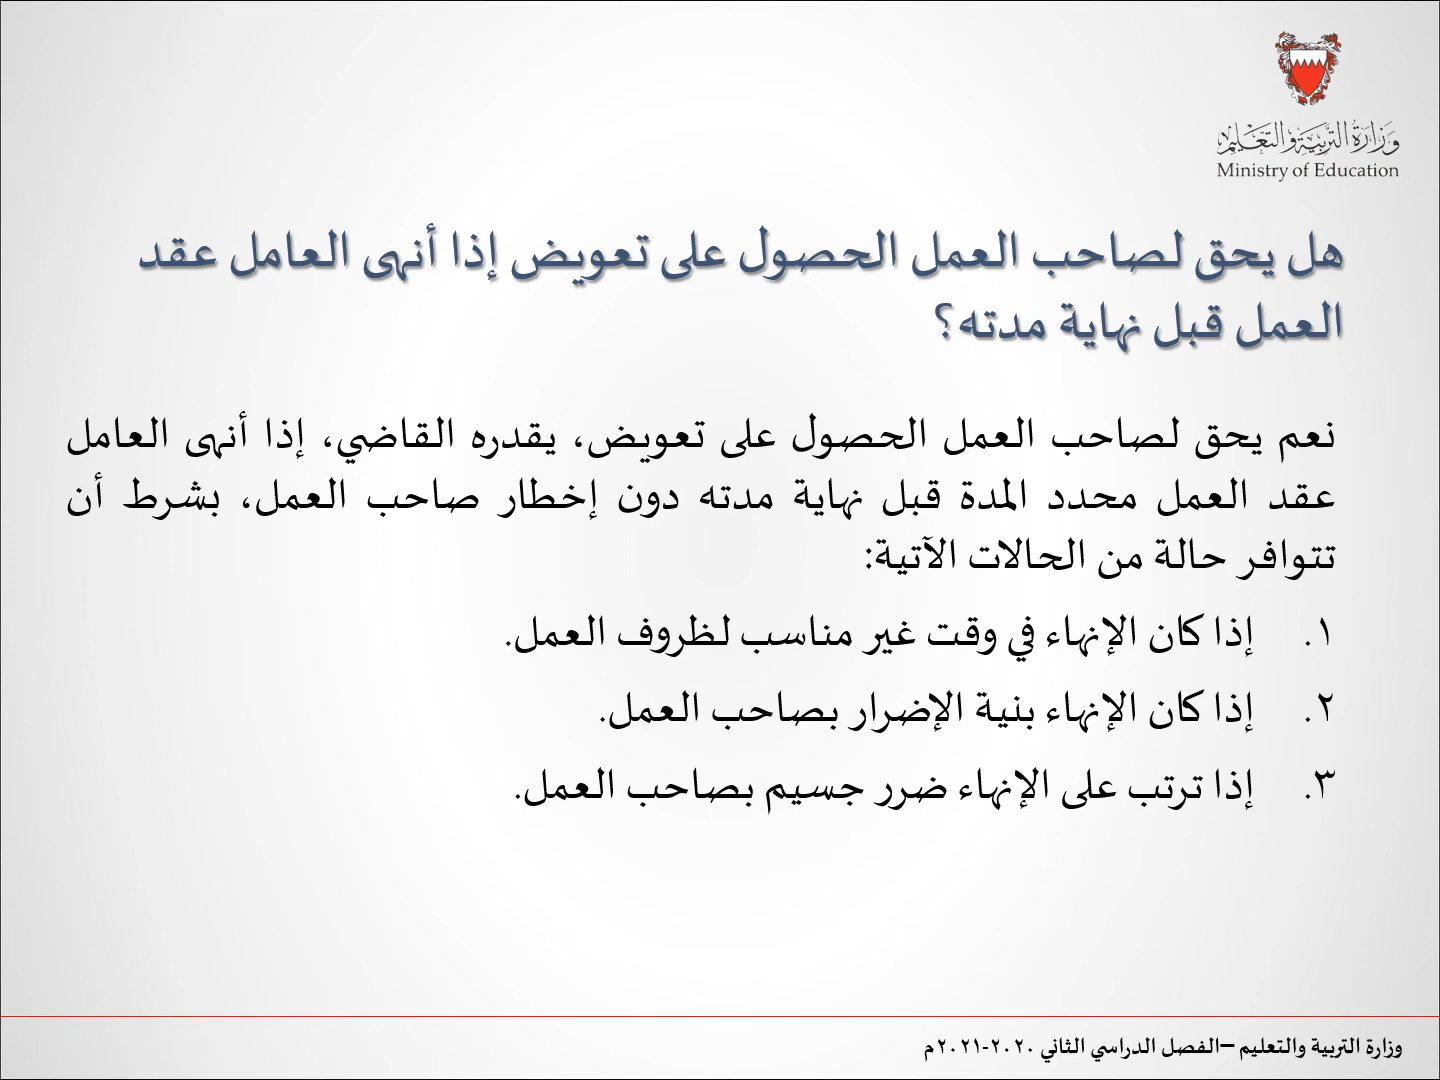 وزارة التربية والتعليم
Ministry of Education
هل يحق لصاحب العمل الحصول على تعويض إذا أنهى العامل عقد
العمل قبل نهاية مدته؟
نعم يحق لصاحب العمل الحصول على تعويض، يقدره القاضي، إذا أنهى العامل
عقد العمل محدد المدة قبل نهاية مدته دون إخطار صاحب العمل، بشرط أن
تتوافر حالة من الحالات الآتية:
١. إذا كان الإنهاء في وقت غير مناسب لظروف العمل.
٢. إذا كان الإنهاء بنية الإضرار بصاحب العمل.
٣. إذا ترتب على الإنهاء ضرر جسيم بصاحب العمل.
وزارة التربية والتعليم –الفصل الدراسي الثاني ٢٠٢٠-٢٠٢١م